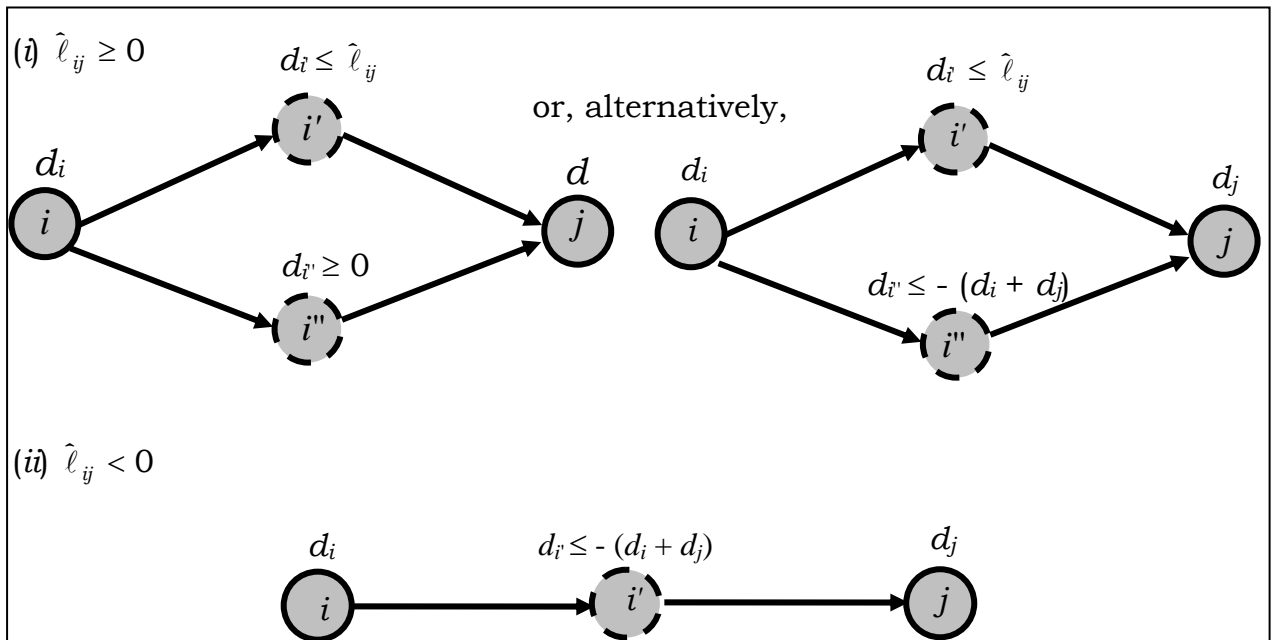 (i) ℓ̂ij ≥ 0
di' ≤ ℓ̂ij
di' ≤ ℓ̂ij
or, alternatively,
i'
i'
di
d
di
dj
i
j
i
j
di'' ≥ 0
di'' ≤ - (di + dj)
i''
i''
(ii) ℓ̂ij < 0
di
di' ≤ - (di + dj)
dj
i
i'
j